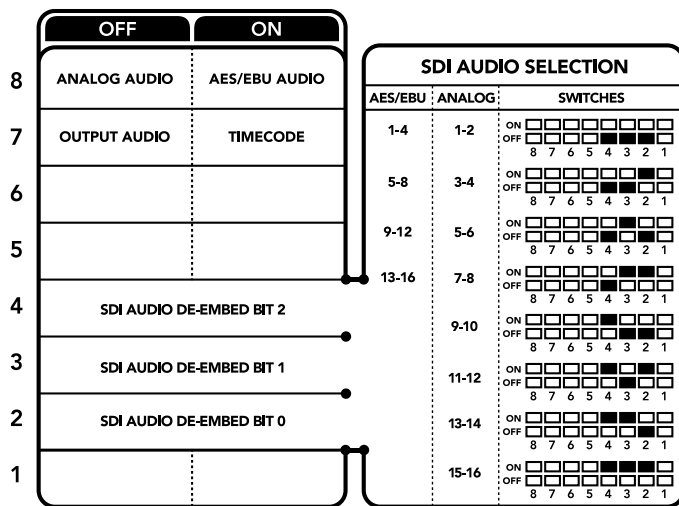 OFF ON
8 ANALOG AUDIO AES/EBU AUDIO
7 OUTPUT AUDIO TIMECODE
6
5
4 SDI AUDIO DE-EMBED BIT 2
3 SDI AUDIO DE-EMBED BIT 1
2 SDI AUDIO DE-EMBED BIT 0
1
SDI AUDIO SELECTION
AES/EBU ANALOG SWITCHES
1-4 1-2 ON
OFF
8 7 6 5 4 3 2 1
5-8 3-4 ON
OFF
8 7 6 5 4 3 2 1
9-12 5-6 ON
OFF
8 7 6 5 4 3 2 1
13-16 7-8 ON
OFF
8 7 6 5 4 3 2 1
9-10 ON
OFF
8 7 6 5 4 3 2 1
11-12 ON
OFF
8 7 6 5 4 3 2 1
13-14 ON
OFF
8 7 6 5 4 3 2 1
15-16 ON
OFF
8 7 6 5 4 3 2 1